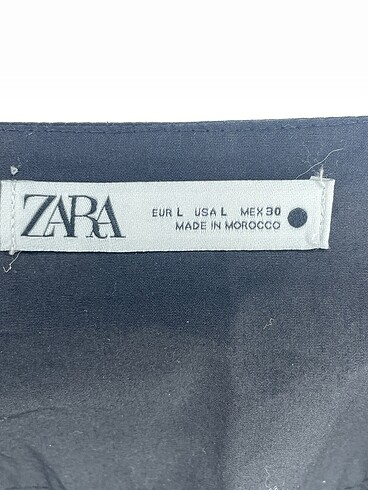 ZARA
EUR L USA L MEX 30
MADE IN MOROCCO